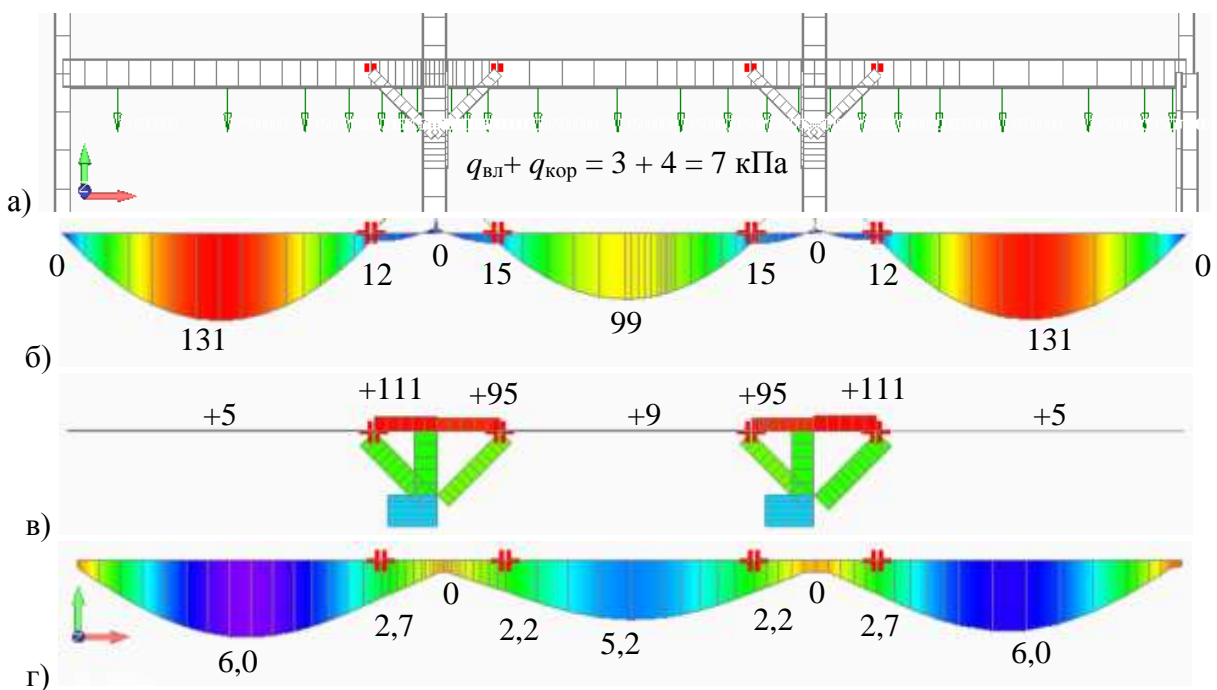 qвл+ qкор = 3 + 4 = 7 кПа
а)
0 12 0 15 15 0 12 0
131 99 131
б)
+5 +111 +95 +9 +95 +111 +5
в)
2,7 0 2,2 2,2 0 2,7
6,0 5,2 6,0
г)